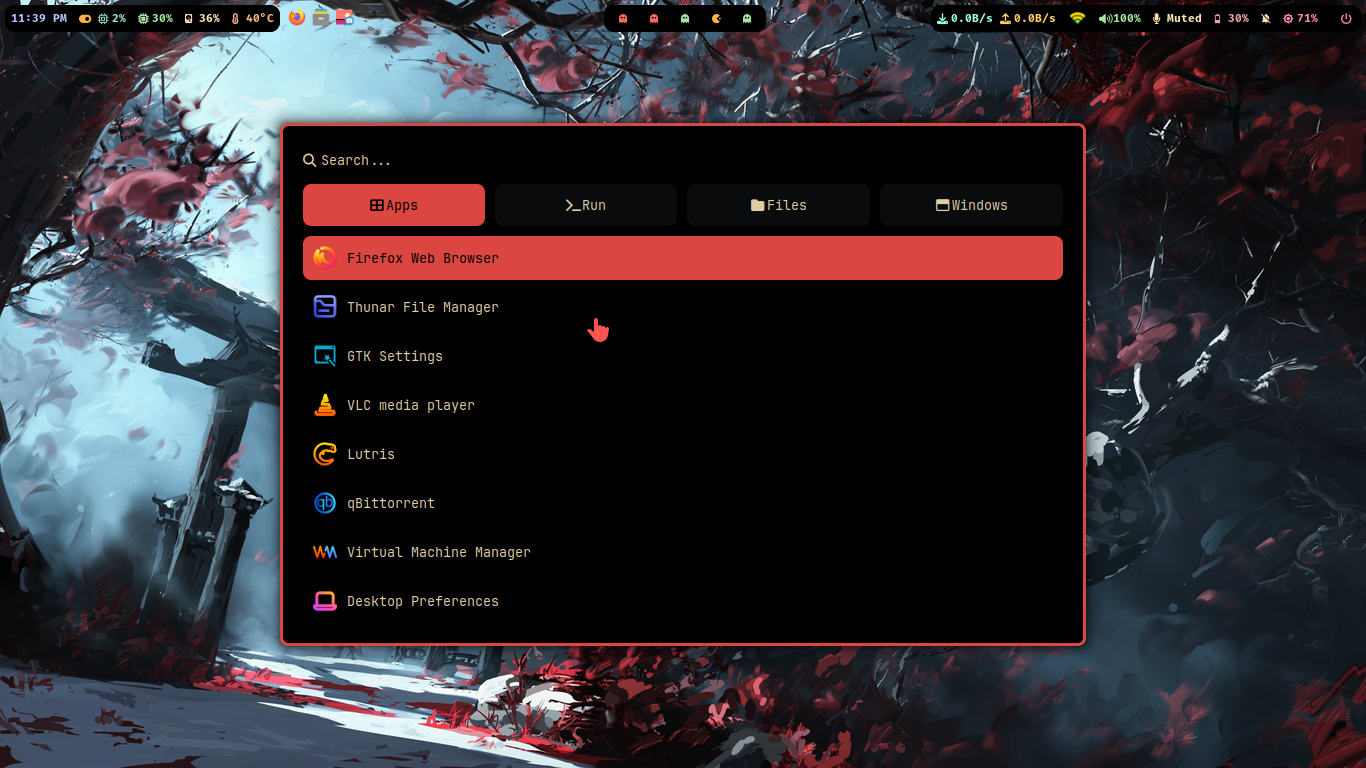 11:39 PM 2% 30% 36% 40°C 0.0B/s 0.0B/s 100% Muted 30% 71%
Search...
Apps Run Files Windows
Firefox Web Browser
Thunar File Manager
GTK Settings
VLC media player
Lutris
qBittorrent
Virtual Machine Manager
Desktop Preferences